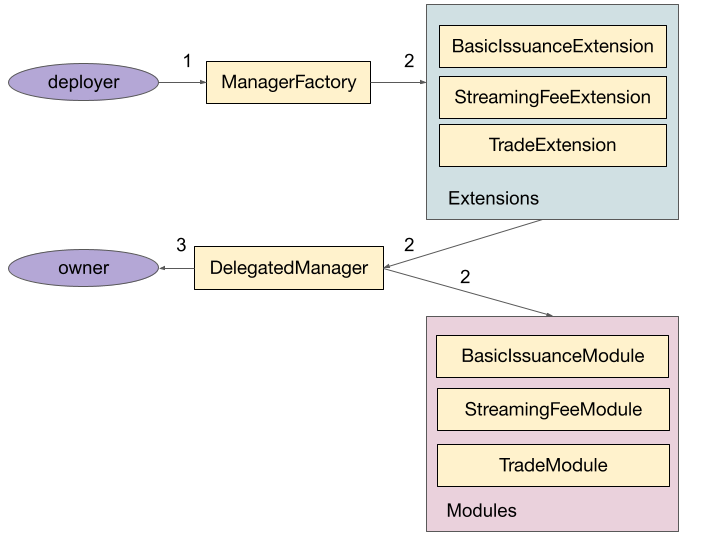 deployer
1
ManagerFactory
2
BasicIssuanceExtension
StreamingFeeExtension
TradeExtension
Extensions
owner
3
DelegatedManager
2
2
BasicIssuanceModule
StreamingFeeModule
TradeModule
Modules